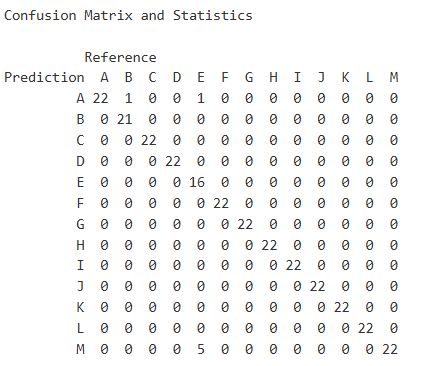 Confusion Matrix and Statistics
Reference
Prediction A B C D E F G H I J K L M
A 22 1 0 0 1 0 0 0 0 0 0 0 0
B 0 21 0 0 0 0 0 0 0 0 0 0 0
C 0 0 22 0 0 0 0 0 0 0 0 0 0
D 0 0 0 22 0 0 0 0 0 0 0 0 0
E 0 0 0 0 16 0 0 0 0 0 0 0 0
F 0 0 0 0 0 22 0 0 0 0 0 0 0
G 0 0 0 0 0 0 22 0 0 0 0 0 0
H 0 0 0 0 0 0 0 22 0 0 0 0 0
I 0 0 0 0 0 0 0 0 22 0 0 0 0
J 0 0 0 0 0 0 0 0 0 22 0 0 0
K 0 0 0 0 0 0 0 0 0 0 22 0 0
L 0 0 0 0 0 0 0 0 0 0 0 22 0
M 0 0 0 0 5 0 0 0 0 0 0 0 22